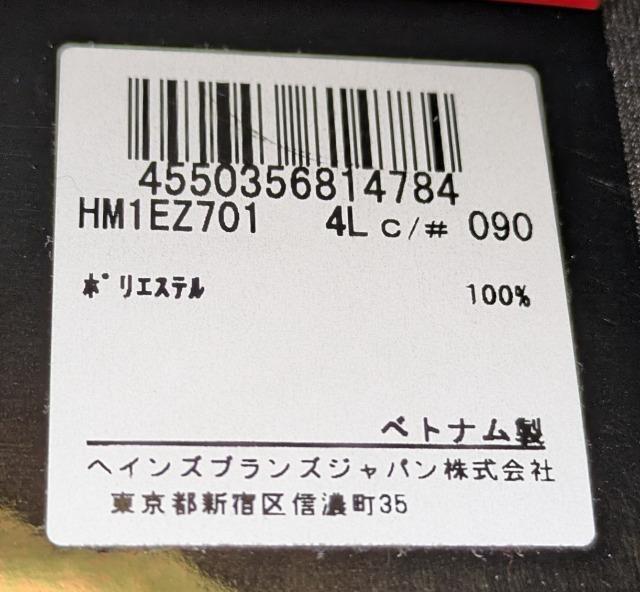 4550356814784
HM1EZ701 4L C/# 090
ﾎﾟﾘｴｽﾃﾙ 100%
ベトナム製
ヘインズブランズジャパン株式会社
東京都新宿区信濃町35